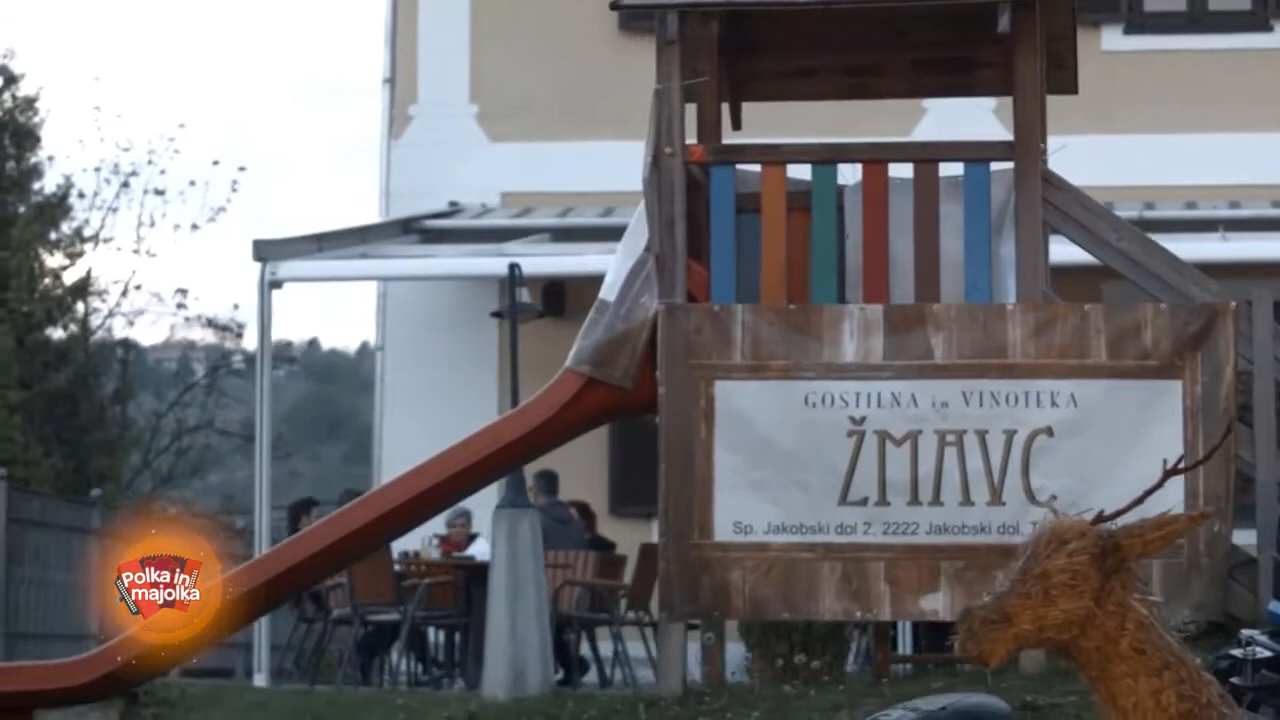 GOSTILNA in VINOTEKA
ŽMAVC
Sp. Jakobski dol 2, 2222 Jakobski dol,
Polka in
majolka